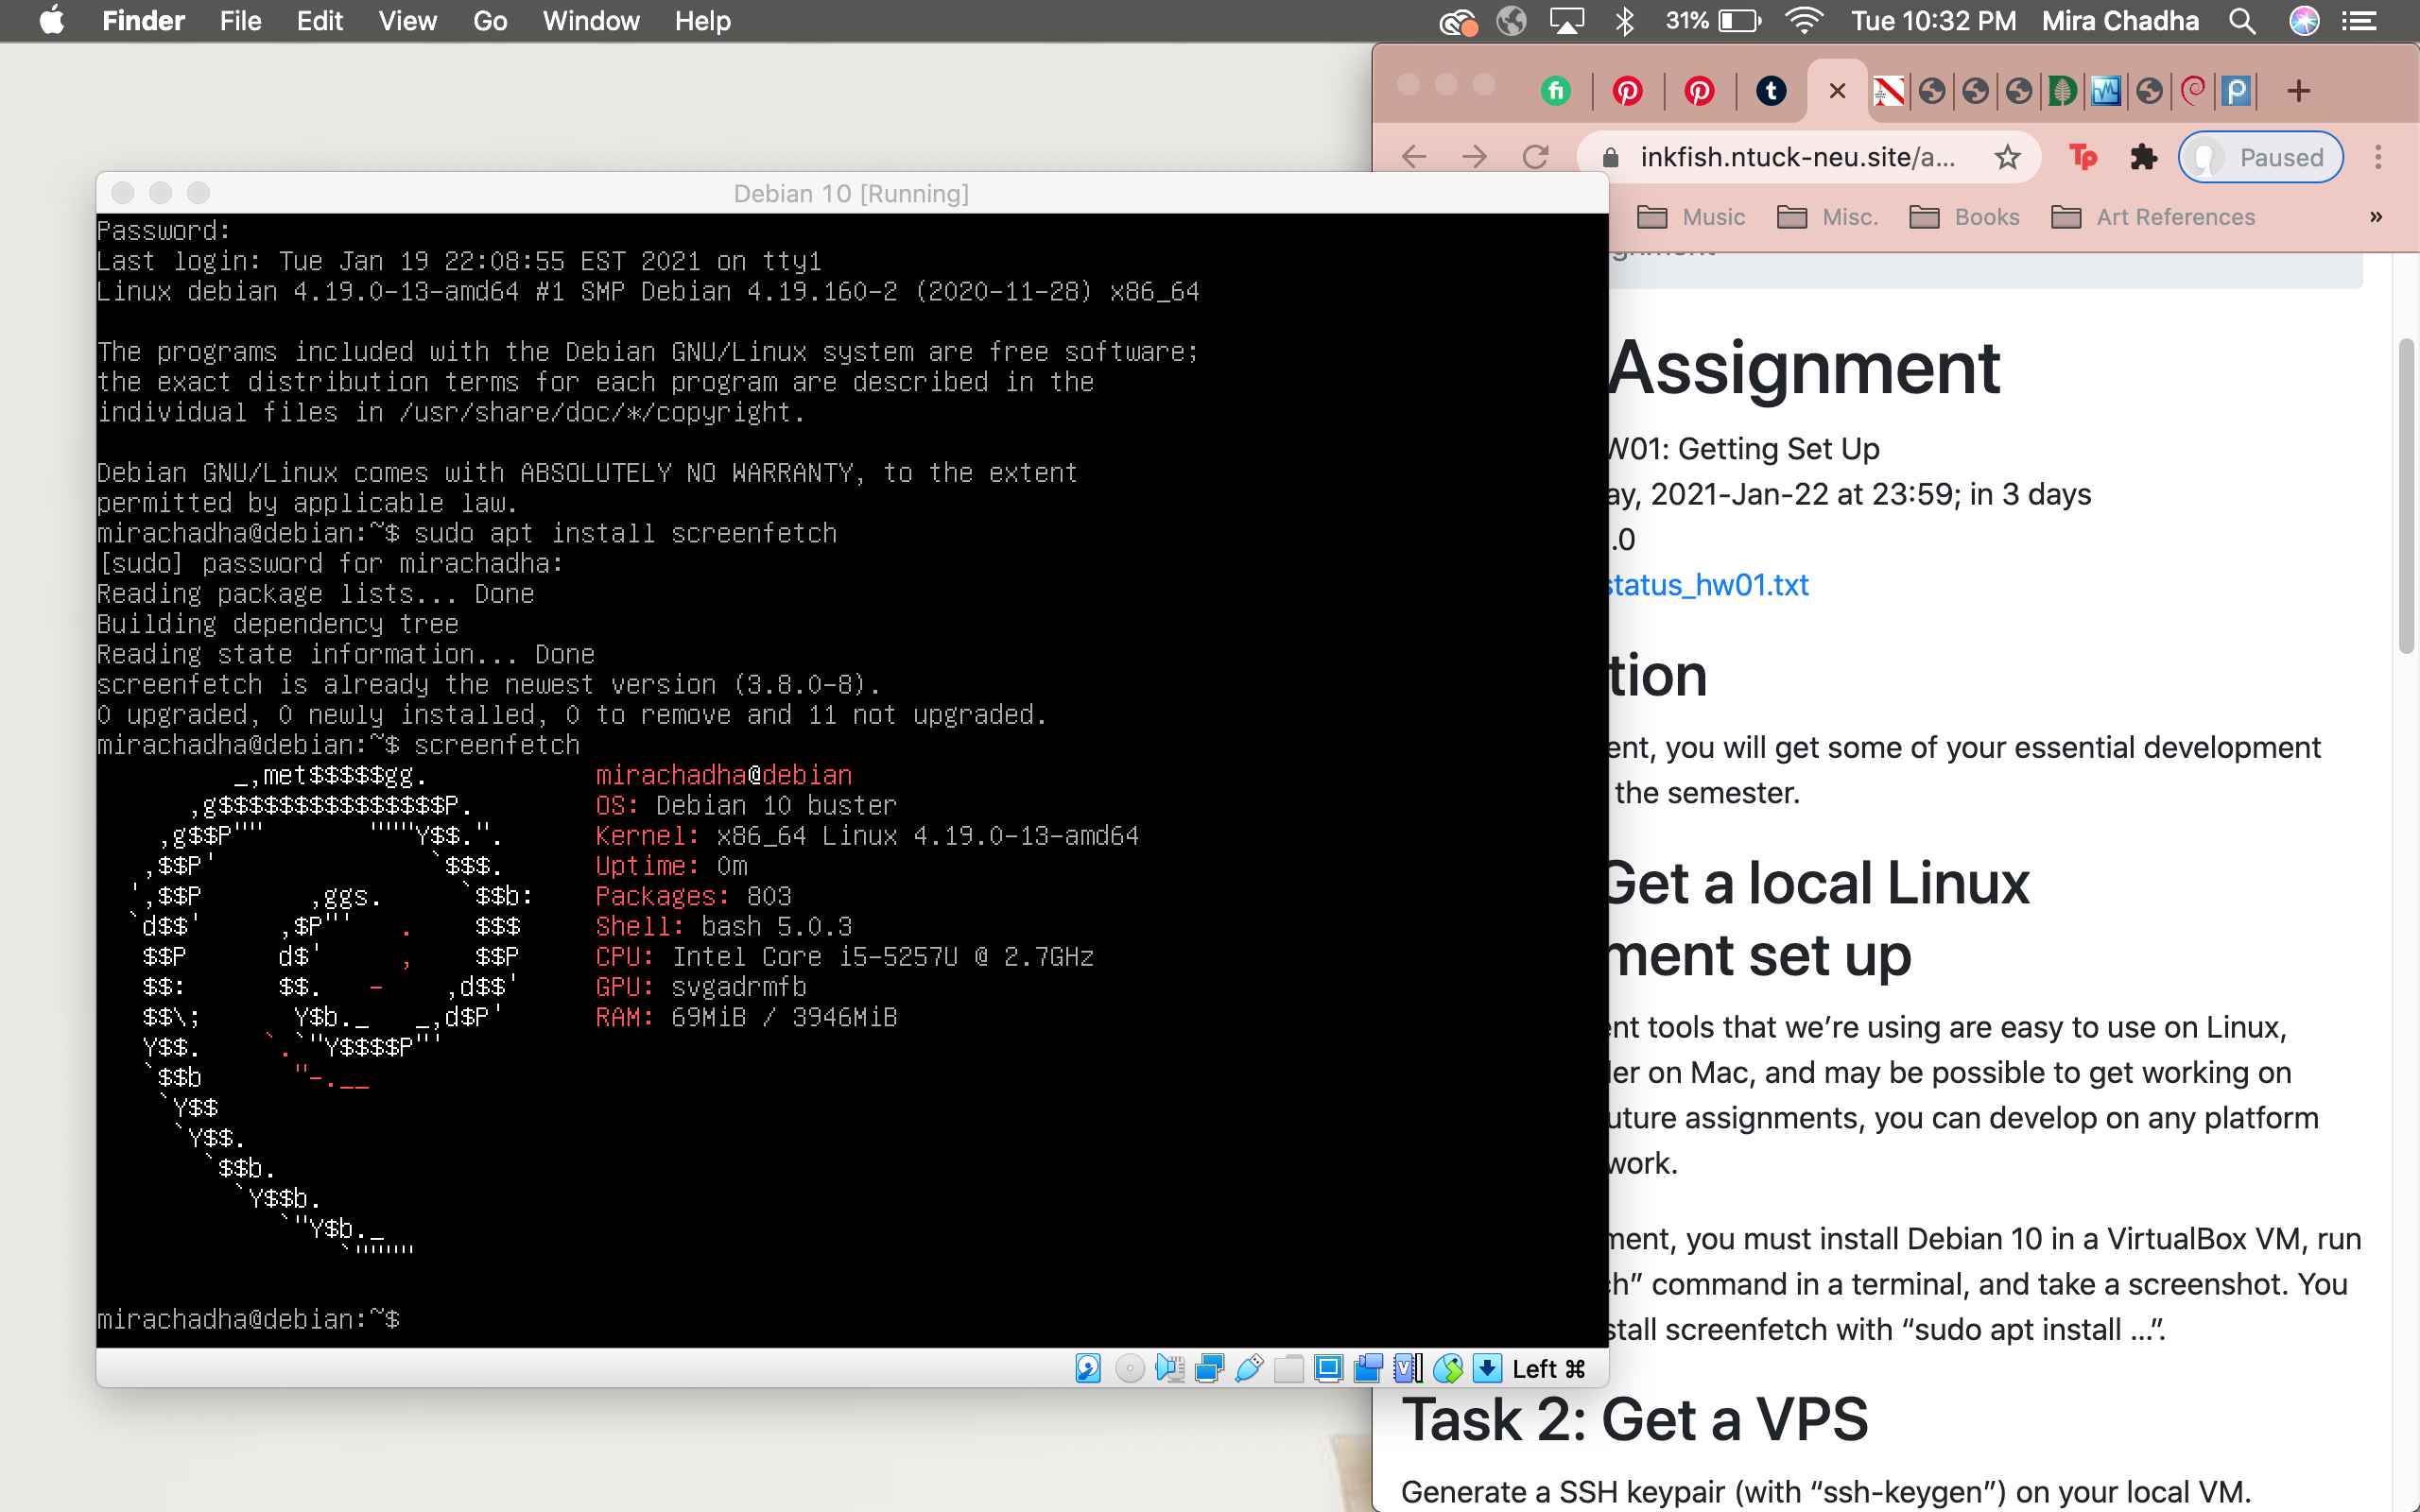 Finder File Edit View Go Window Help 31% Tue 10:32 PM Mira Chadha
inkfish.ntuck-neu.site/a... Paused
Music Misc. Books Art References »
Debian 10 [Running]
Password:
Last login: Tue Jan 19 22:08:55 EST 2021 on tty1
Linux debian 4.19.0-13-amd64 #1 SMP Debian 4.19.160-2 (2020-11-28) x86_64
The programs included with the Debian GNU/Linux system are free software;
the exact distribution terms for each program are described in the
individual files in /usr/share/doc/*/copyright.
Debian GNU/Linux comes with ABSOLUTELY NO WARRANTY, to the extent
permitted by applicable law.
mirachadha@debian:~$ sudo apt install screenfetch
[sudo] password for mirachadha:
Reading package lists... Done
Building dependency tree
Reading state information... Done
screenfetch is already the newest version (3.8.0-8).
0 upgraded, 0 newly installed, 0 to remove and 11 not upgraded.
mirachadha@debian:~$ screenfetch
mirachadha@debian
OS: Debian 10 buster
Kernel: x86_64 Linux 4.19.0-13-amd64
Uptime: 0m
Packages: 803
Shell: bash 5.0.3
CPU: Intel Core i5-5257U @ 2.7GHz
GPU: svgadrmfb
RAM: 69MiB / 3946MiB
mirachadha@debian:~$
Left ⌘
Assignment
W01: Getting Set Up
ay, 2021-Jan-22 at 23:59; in 3 days
.0
status_hw01.txt
tion
ent, you will get some of your essential development
the semester.
Get a local Linux
ment set up
ent tools that we’re using are easy to use on Linux,
ler on Mac, and may be possible to get working on
uture assignments, you can develop on any platform
work.
ment, you must install Debian 10 in a VirtualBox VM, run
ch” command in a terminal, and take a screenshot. You
stall screenfetch with “sudo apt install ...”.
Task 2: Get a VPS
Generate a SSH keypair (with “ssh-keygen”) on your local VM.